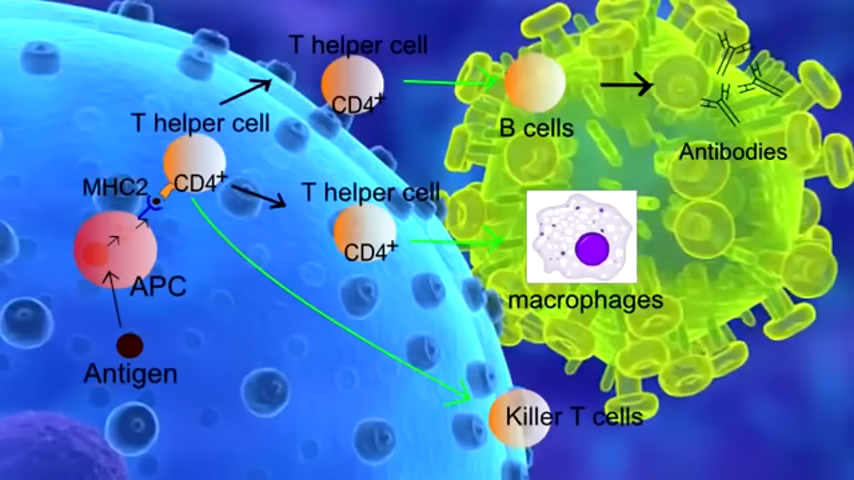 T helper cell
CD4+
T helper cell
B cells
Antibodies
MHC2
CD4+
T helper cell
CD4+
APC
macrophages
Antigen
Killer T cells